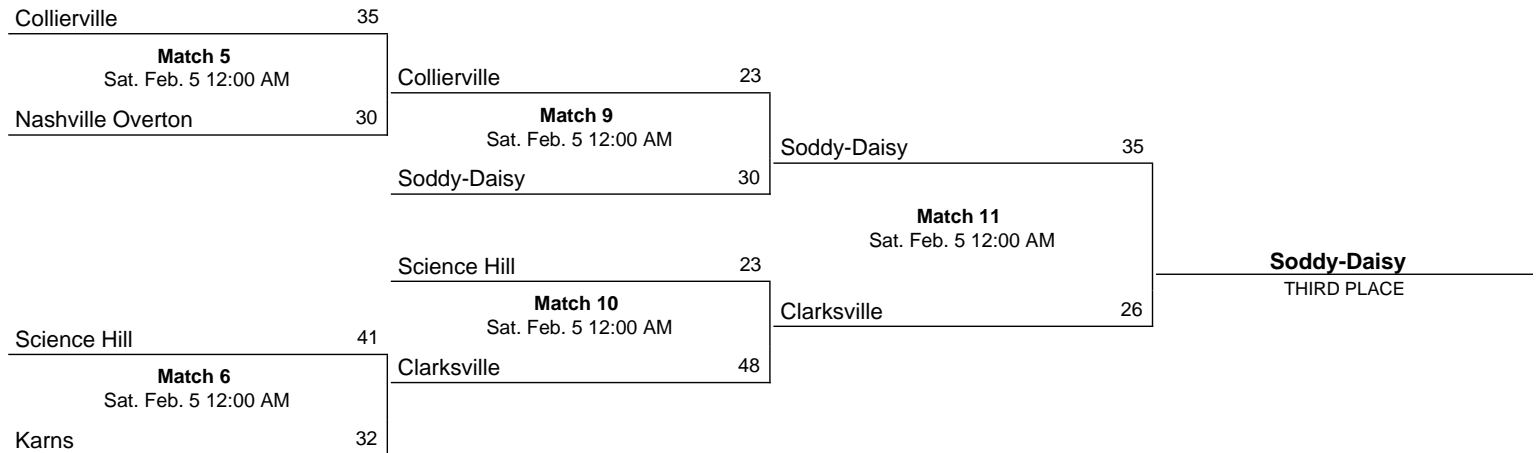 Collierville 35
Match 5
Sat. Feb. 5 12:00 AM
Nashville Overton 30
Collierville 23
Match 9
Sat. Feb. 5 12:00 AM
Soddy-Daisy 30
Soddy-Daisy 35
Match 11
Sat. Feb. 5 12:00 AM
Clarksville 26
Soddy-Daisy
THIRD PLACE
Science Hill 23
Match 10
Sat. Feb. 5 12:00 AM
Clarksville 48
Science Hill 41
Match 6
Sat. Feb. 5 12:00 AM
Karns 32